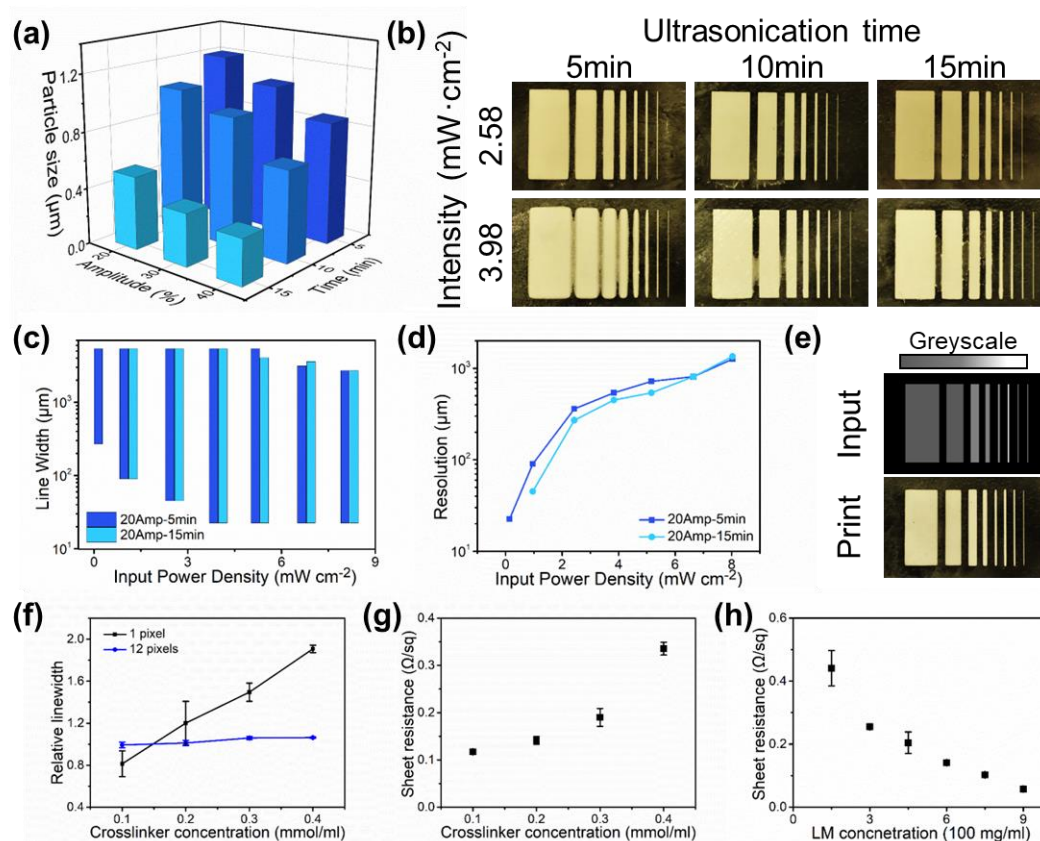 (a)
Particle size (μm)
1.2
0.8
0.4
0.0
20
30
40
Amplitude (%)
15
10
5
Time (min)
(b)
Ultrasonication time
5min 10min 15min
Intensity (mW·cm⁻²)
2.58
3.98
(c)
Line Width (μm)
10³
10²
10¹
20Amp-5min
20Amp-15min
0 3 6 9
Input Power Density (mW cm⁻²)
(d)
Resolution (μm)
10³
10²
10¹
20Amp-5min
20Amp-15min
0 2 4 6 8
Input Power Density (mW cm⁻²)
(e)
Greyscale
Input
Print
(f)
Relative linewidth
2.0
1.6
1.2
0.8
0.4
1 pixel
12 pixels
0.1 0.2 0.3 0.4
Crosslinker concentration (mmol/ml)
(g)
Sheet resistance (Ω/sq)
0.4
0.3
0.2
0.1
0.0
0.1 0.2 0.3 0.4
Crosslinker concentration (mmol/ml)
(h)
Sheet resistance (Ω/sq)
0.6
0.4
0.2
0.0
0 3 6 9
LM concnetration (100 mg/ml)